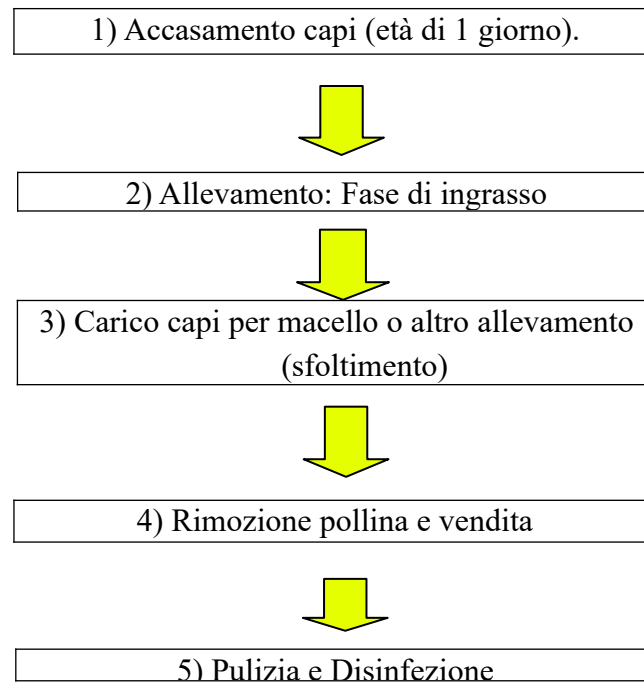 1) Accasamento capi (età di 1 giorno).
2) Allevamento: Fase di ingrasso
3) Carico capi per macello o altro allevamento
(sfoltimento)
4) Rimozione pollina e vendita
5) Pulizia e Disinfezione